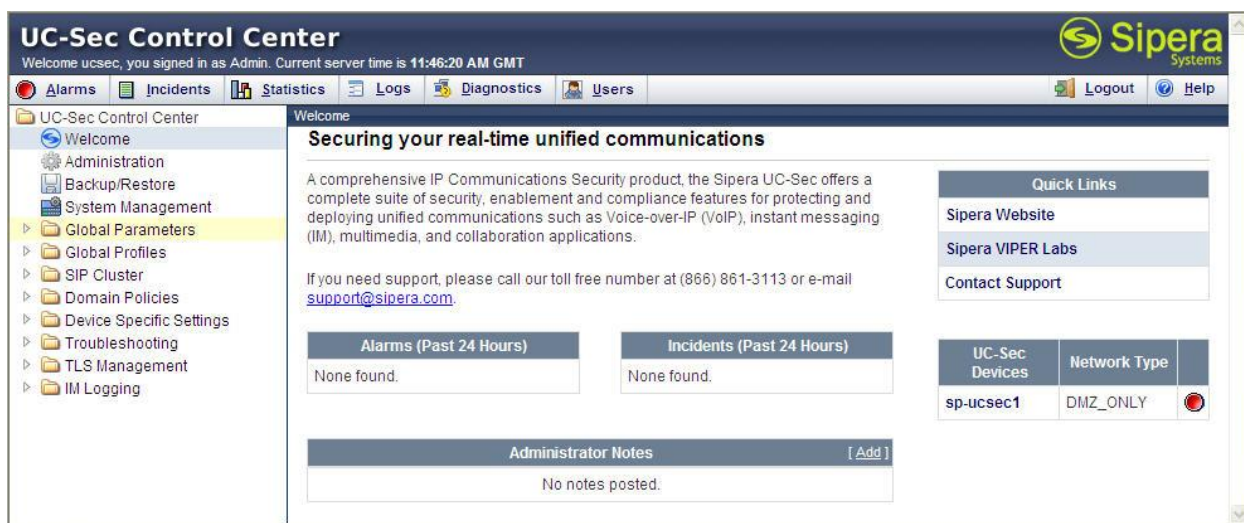 UC-Sec Control Center
Welcome ucsec, you signed in as Admin. Current server time is 11:46:20 AM GMT
Sipera
Systems
Alarms Incidents Statistics Logs Diagnostics Users Logout Help
UC-Sec Control Center
Welcome
Administration
Backup/Restore
System Management
Global Parameters
Global Profiles
SIP Cluster
Domain Policies
Device Specific Settings
Troubleshooting
TLS Management
IM Logging
Welcome
Securing your real-time unified communications
A comprehensive IP Communications Security product, the Sipera UC-Sec offers a
complete suite of security, enablement and compliance features for protecting and
deploying unified communications such as Voice-over-IP (VoIP), instant messaging
(IM), multimedia, and collaboration applications.
If you need support, please call our toll free number at (866) 861-3113 or e-mail
support@sipera.com.
Alarms (Past 24 Hours)
None found.
Incidents (Past 24 Hours)
None found.
Administrator Notes [ Add ]
No notes posted.
Quick Links
Sipera Website
Sipera VIPER Labs
Contact Support
UC-Sec
Devices
Network Type
sp-ucsec1 DMZ_ONLY